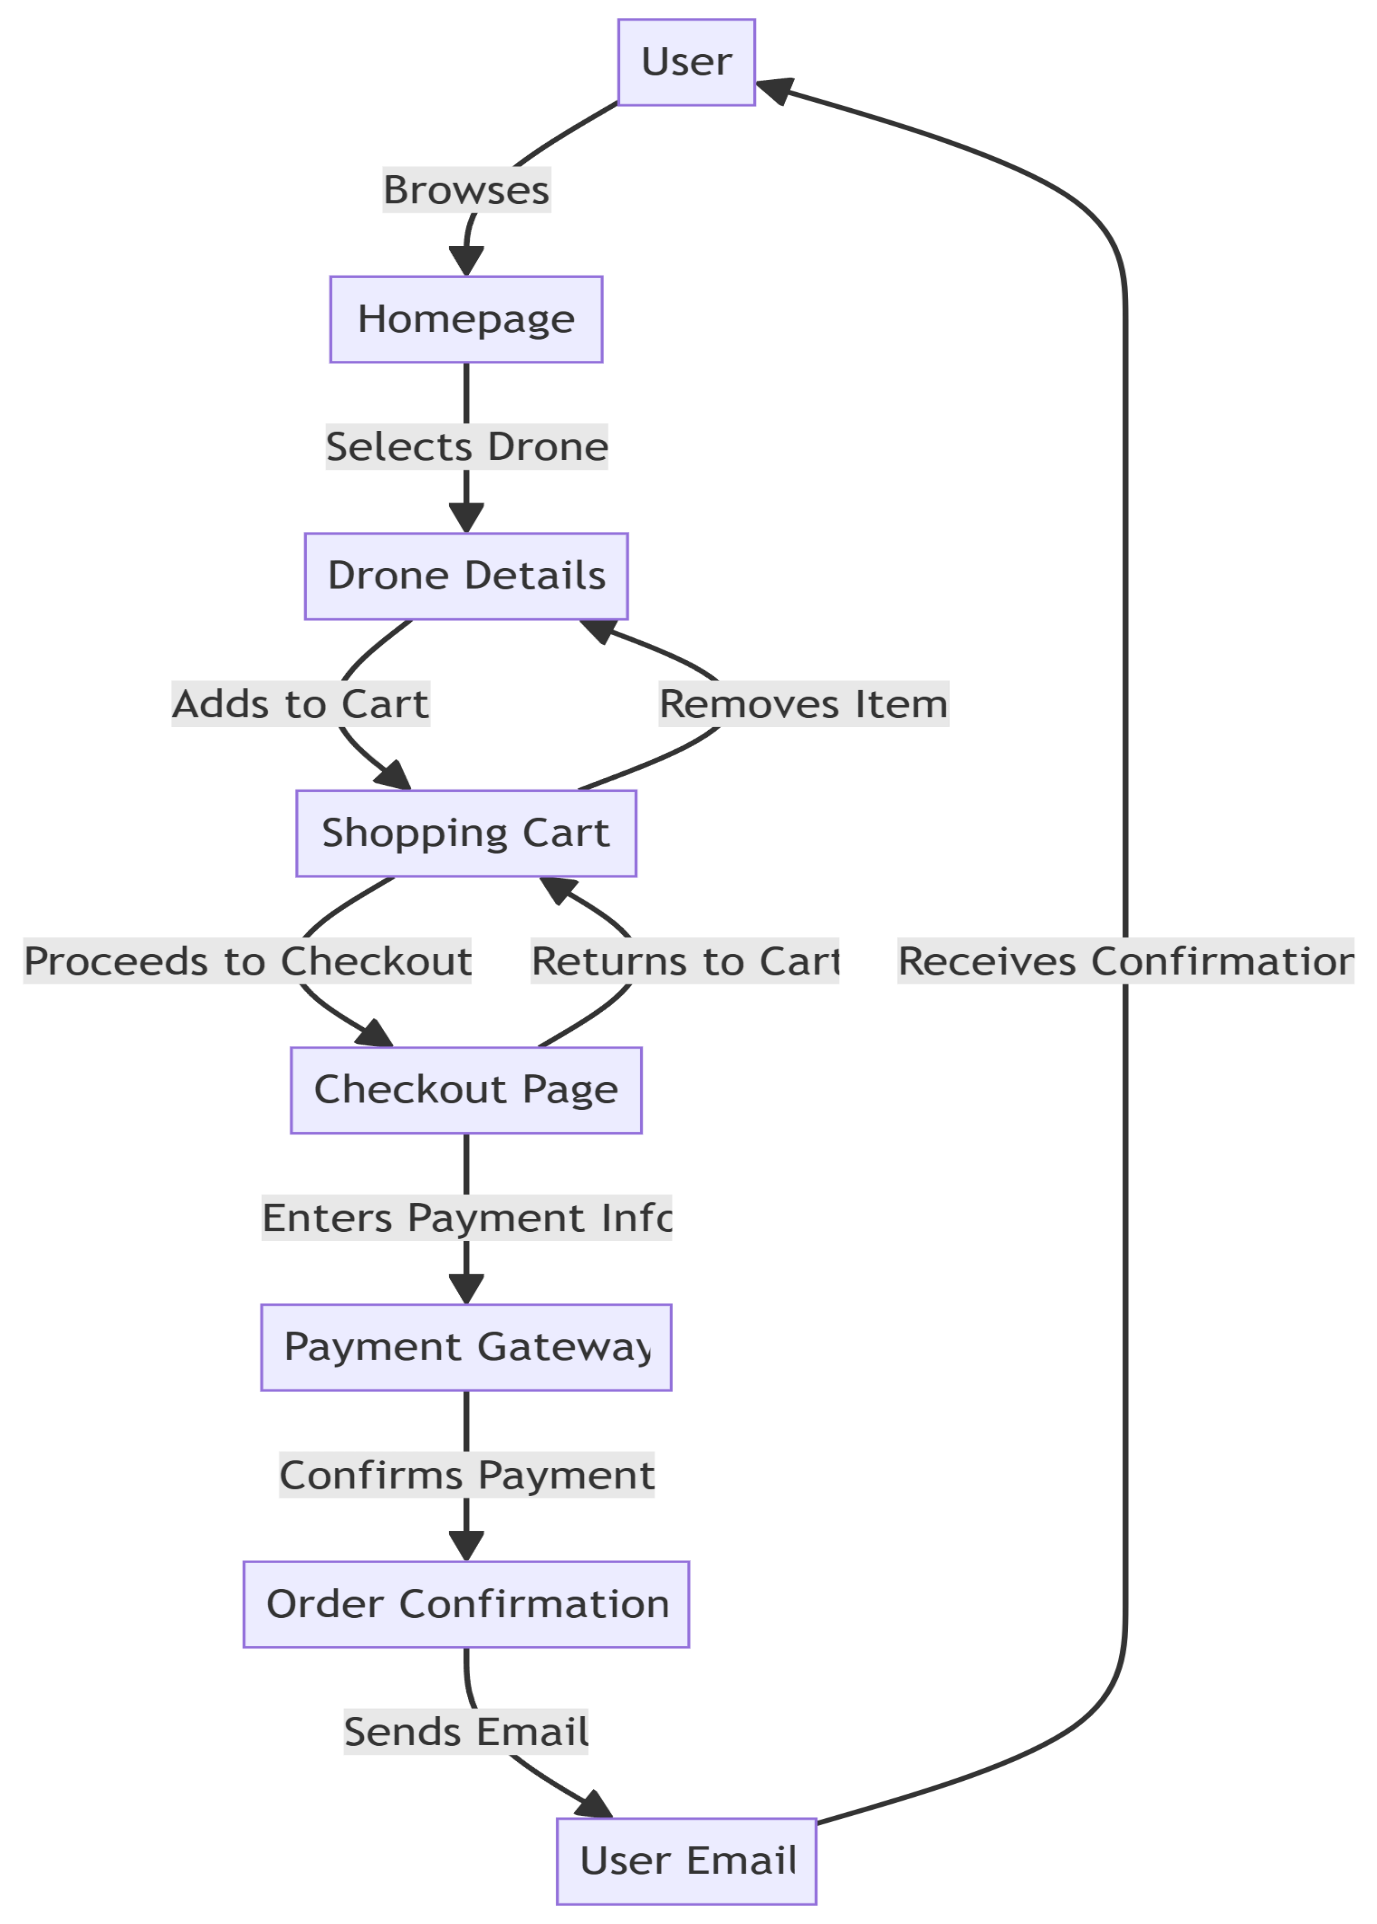 User
Browses
Homepage
Selects Drone
Drone Details
Adds to Cart
Removes Item
Shopping Cart
Proceeds to Checkout
Returns to Cart
Receives Confirmation
Checkout Page
Enters Payment Info
Payment Gateway
Confirms Payment
Order Confirmation
Sends Email
User Email